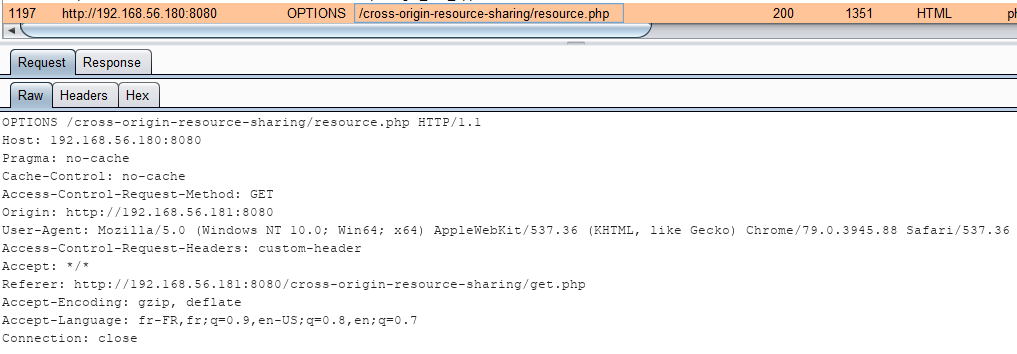 1197 http://192.168.56.180:8080 OPTIONS /cross-origin-resource-sharing/resource.php 200 1351 HTML
Request Response
Raw Headers Hex
OPTIONS /cross-origin-resource-sharing/resource.php HTTP/1.1
Host: 192.168.56.180:8080
Pragma: no-cache
Cache-Control: no-cache
Access-Control-Request-Method: GET
Origin: http://192.168.56.181:8080
User-Agent: Mozilla/5.0 (Windows NT 10.0; Win64; x64) AppleWebKit/537.36 (KHTML, like Gecko) Chrome/79.0.3945.88 Safari/537.36
Access-Control-Request-Headers: custom-header
Accept: */*
Referer: http://192.168.56.181:8080/cross-origin-resource-sharing/get.php
Accept-Encoding: gzip, deflate
Accept-Language: fr-FR,fr;q=0.9,en-US;q=0.8,en;q=0.7
Connection: close